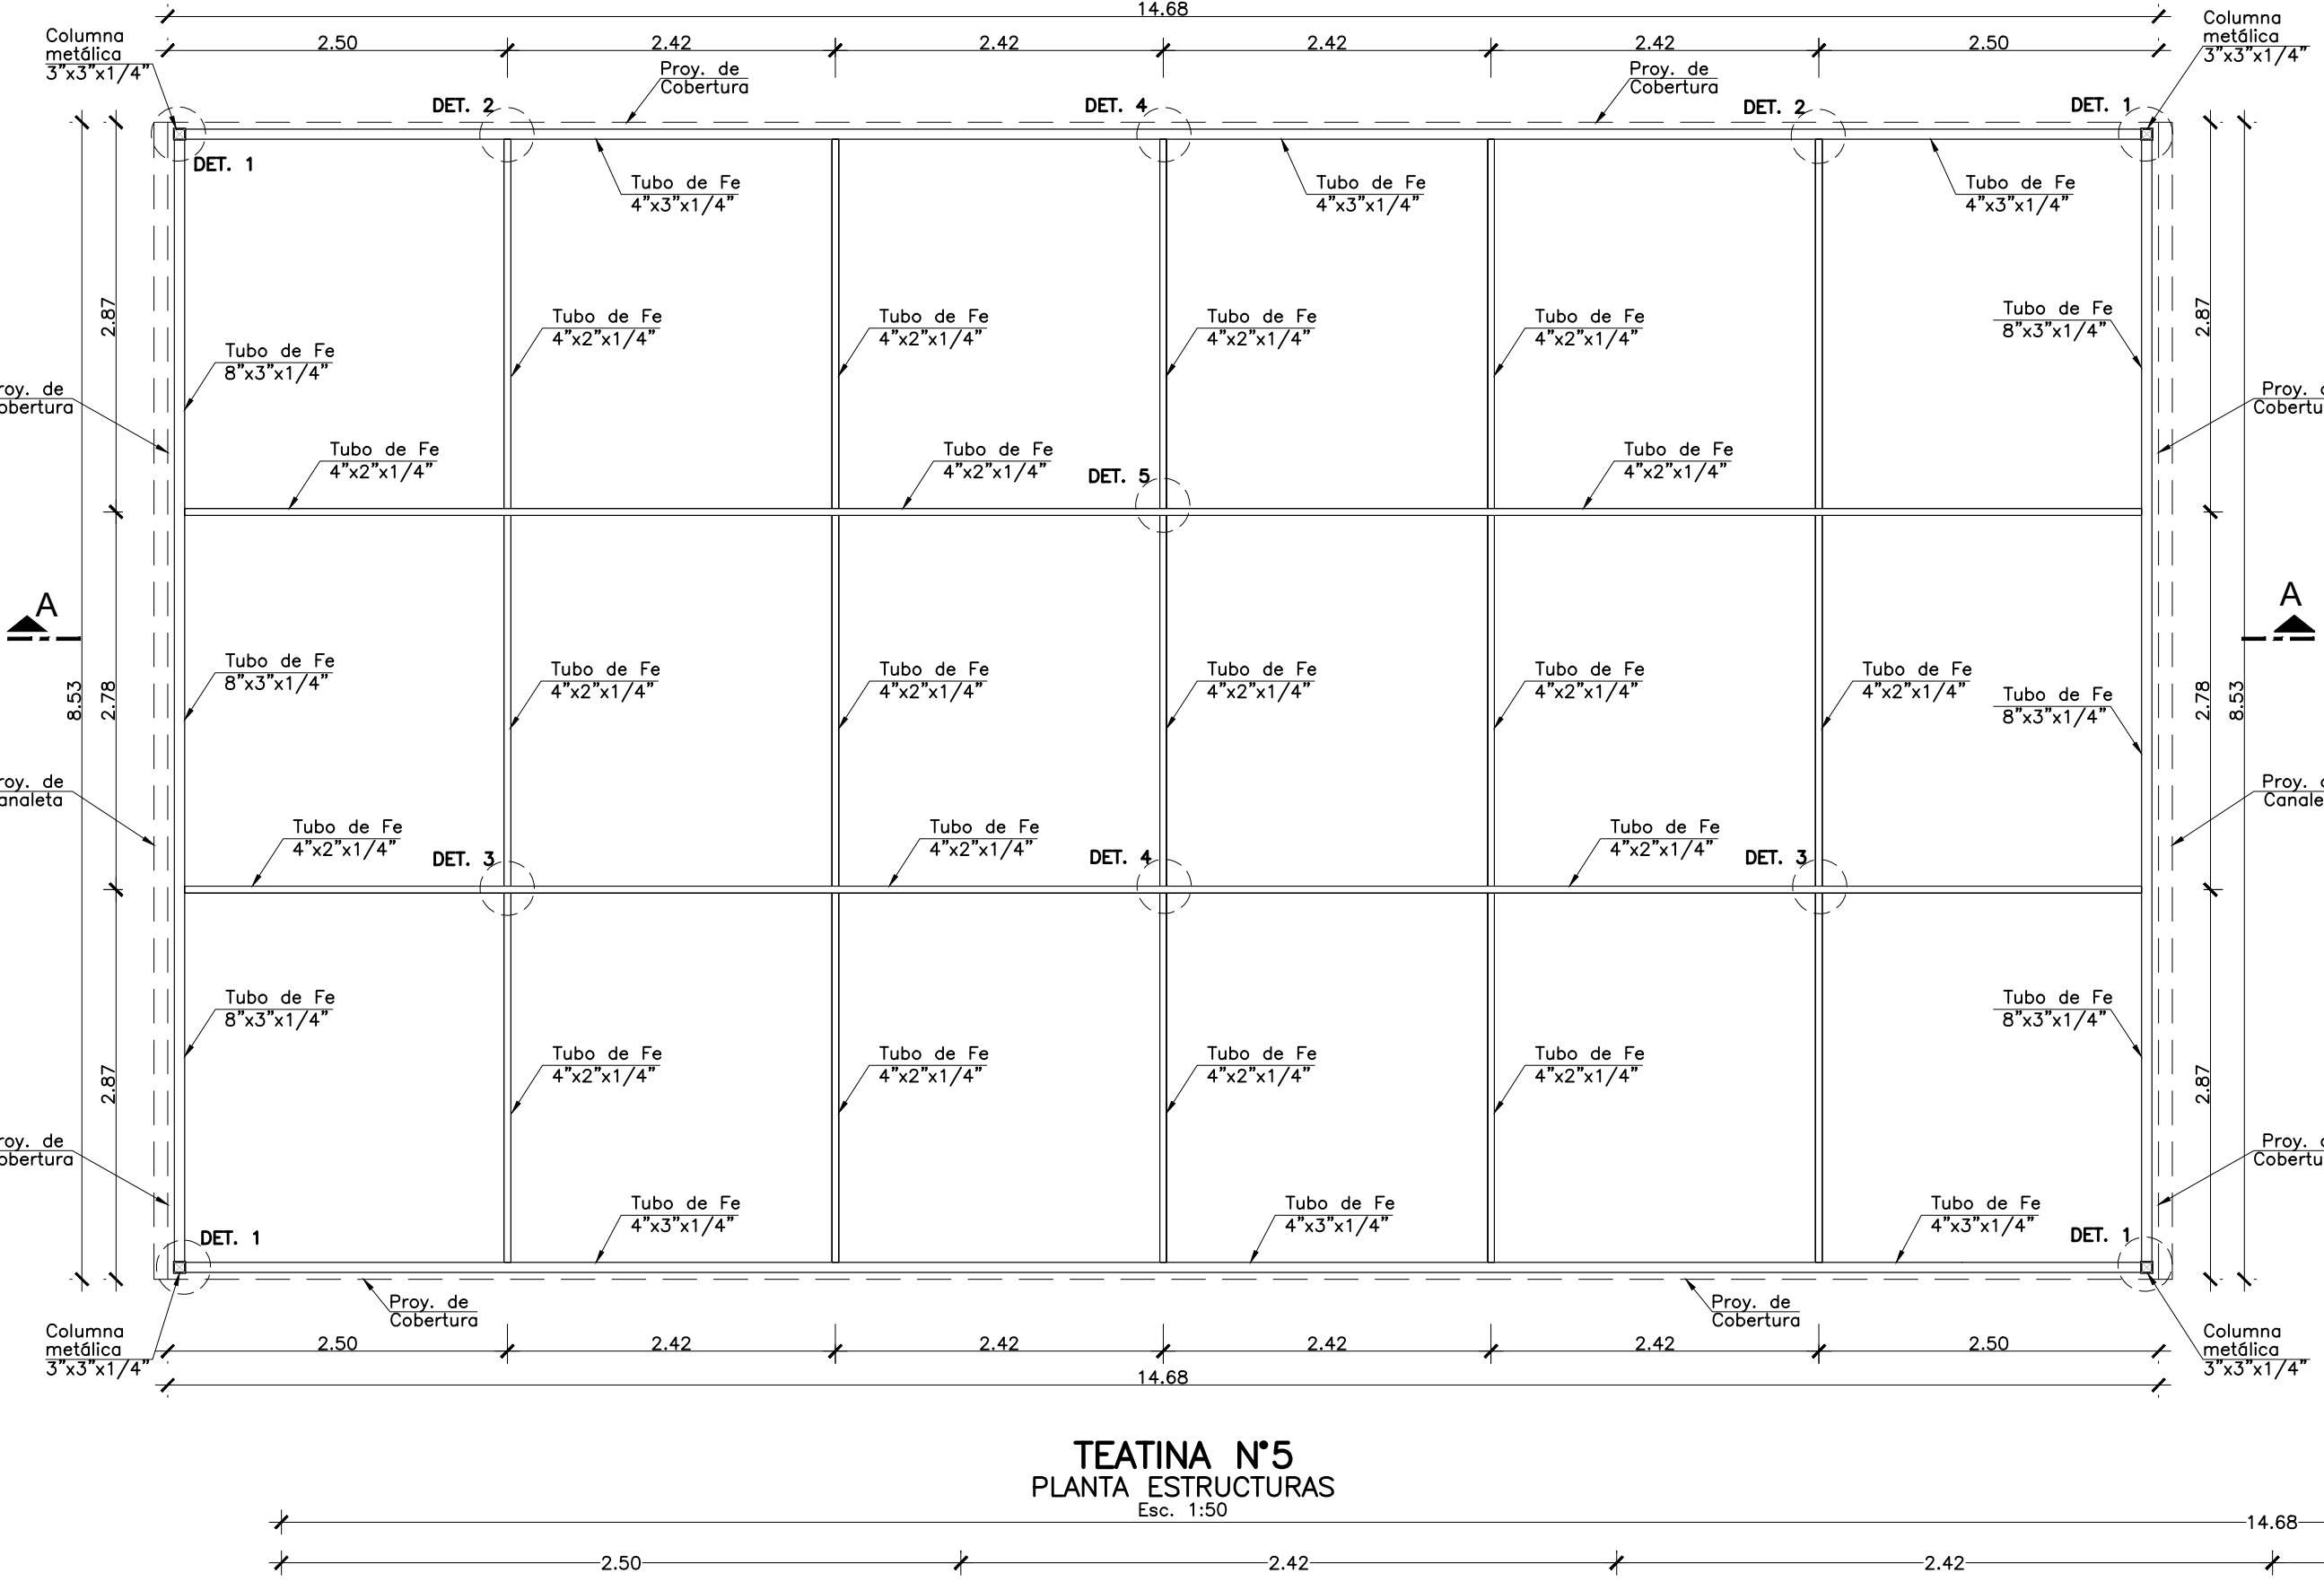 14.68
Columna
metálica
3"x3"x1/4"
2.50
2.42
2.42
2.42
2.42
2.50
Columna
metálica
3"x3"x1/4"
Proy. de
Cobertura
Proy. de
Cobertura
DET. 2
DET. 4
DET. 2
DET. 1
DET. 1
Tubo de Fe
4"x3"x1/4"
Tubo de Fe
4"x3"x1/4"
Tubo de Fe
4"x3"x1/4"
2.87
Tubo de Fe
8"x3"x1/4"
Tubo de Fe
4"x2"x1/4"
Tubo de Fe
4"x2"x1/4"
Tubo de Fe
4"x2"x1/4"
Tubo de Fe
4"x2"x1/4"
Tubo de Fe
8"x3"x1/4"
2.87
roy. de
obertura
Proy. d
Cobertu
Tubo de Fe
4"x2"x1/4"
Tubo de Fe
4"x2"x1/4"
DET. 5
Tubo de Fe
4"x2"x1/4"
A
A
8.53
2.78
Tubo de Fe
8"x3"x1/4"
Tubo de Fe
4"x2"x1/4"
Tubo de Fe
4"x2"x1/4"
Tubo de Fe
4"x2"x1/4"
Tubo de Fe
4"x2"x1/4"
Tubo de Fe
4"x2"x1/4"
Tubo de Fe
8"x3"x1/4"
2.78
8.53
roy. de
analeta
Proy. d
Canale
Tubo de Fe
4"x2"x1/4"
DET. 3
Tubo de Fe
4"x2"x1/4"
DET. 4
Tubo de Fe
4"x2"x1/4"
DET. 3
Tubo de Fe
8"x3"x1/4"
Tubo de Fe
8"x3"x1/4"
2.87
Tubo de Fe
4"x2"x1/4"
Tubo de Fe
4"x2"x1/4"
Tubo de Fe
4"x2"x1/4"
Tubo de Fe
4"x2"x1/4"
2.87
roy. de
obertura
Proy. d
Cobertu
Tubo de Fe
4"x3"x1/4"
Tubo de Fe
4"x3"x1/4"
Tubo de Fe
4"x3"x1/4"
DET. 1
DET. 1
Proy. de
Cobertura
Proy. de
Cobertura
Columna
metálica
3"x3"x1/4"
2.50
2.42
2.42
2.42
2.42
2.50
Columna
metálica
3"x3"x1/4"
14.68
TEATINA N°5
PLANTA ESTRUCTURAS
Esc. 1:50
14.68
2.50
2.42
2.42